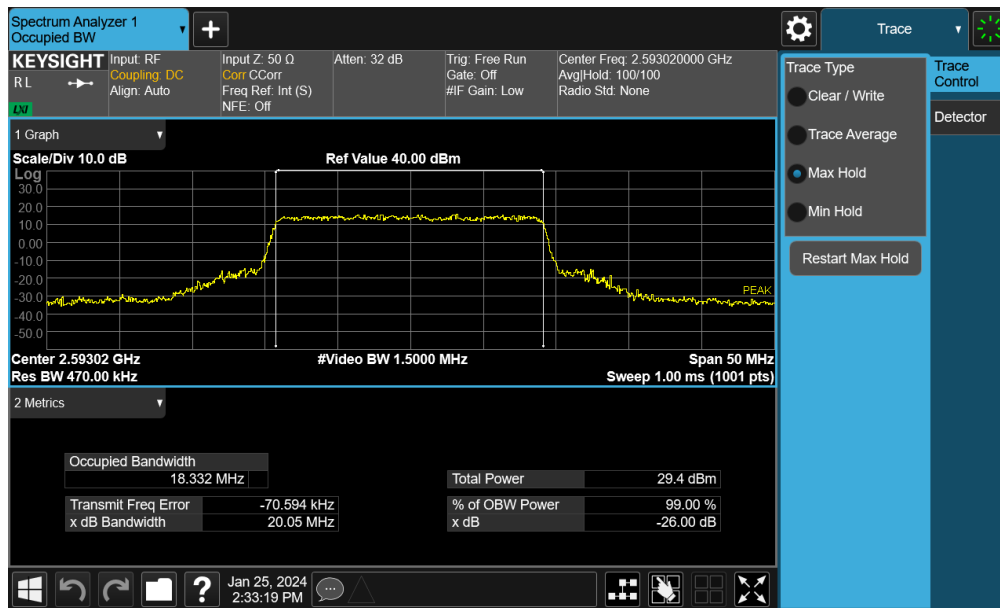 Spectrum Analyzer 1
Occupied BW
+
Trace
KEYSIGHT
R L
LXI
Input: RF
Coupling: DC
Align: Auto
Input Z: 50 Ω
Corr CCorr
Freq Ref: Int (S)
NFE: Off
Atten: 32 dB
Trig: Free Run
Gate: Off
#IF Gain: Low
Center Freq: 2.593020000 GHz
Avg|Hold: 100/100
Radio Std: None
Trace Type
Clear / Write
Trace Average
Max Hold
Min Hold
Restart Max Hold
Trace
Control
Detector
1 Graph
Scale/Div 10.0 dB
Ref Value 40.00 dBm
Log
30.0
20.0
10.0
0.00
-10.0
-20.0
-30.0
-40.0
-50.0
PEAK
Center 2.59302 GHz
#Video BW 1.5000 MHz
Span 50 MHz
Res BW 470.00 kHz
Sweep 1.00 ms (1001 pts)
2 Metrics
Occupied Bandwidth
18.332 MHz
Total Power 29.4 dBm
Transmit Freq Error -70.594 kHz
% of OBW Power 99.00 %
x dB Bandwidth 20.05 MHz
x dB -26.00 dB
?
Jan 25, 2024
2:33:19 PM